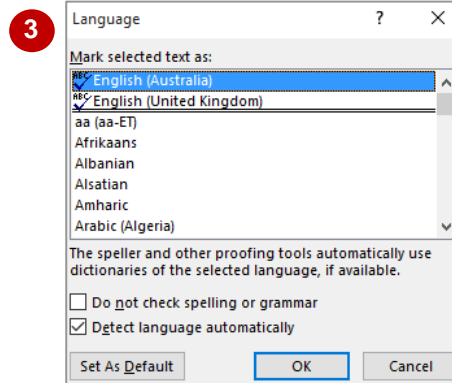 3
Language ? ×
Mark selected text as:
ABC English (Australia)
ABC English (United Kingdom)
aa (aa-ET)
Afrikaans
Albanian
Alsatian
Amharic
Arabic (Algeria)
The speller and other proofing tools automatically use
dictionaries of the selected language, if available.
Do not check spelling or grammar
Detect language automatically
Set As Default OK Cancel